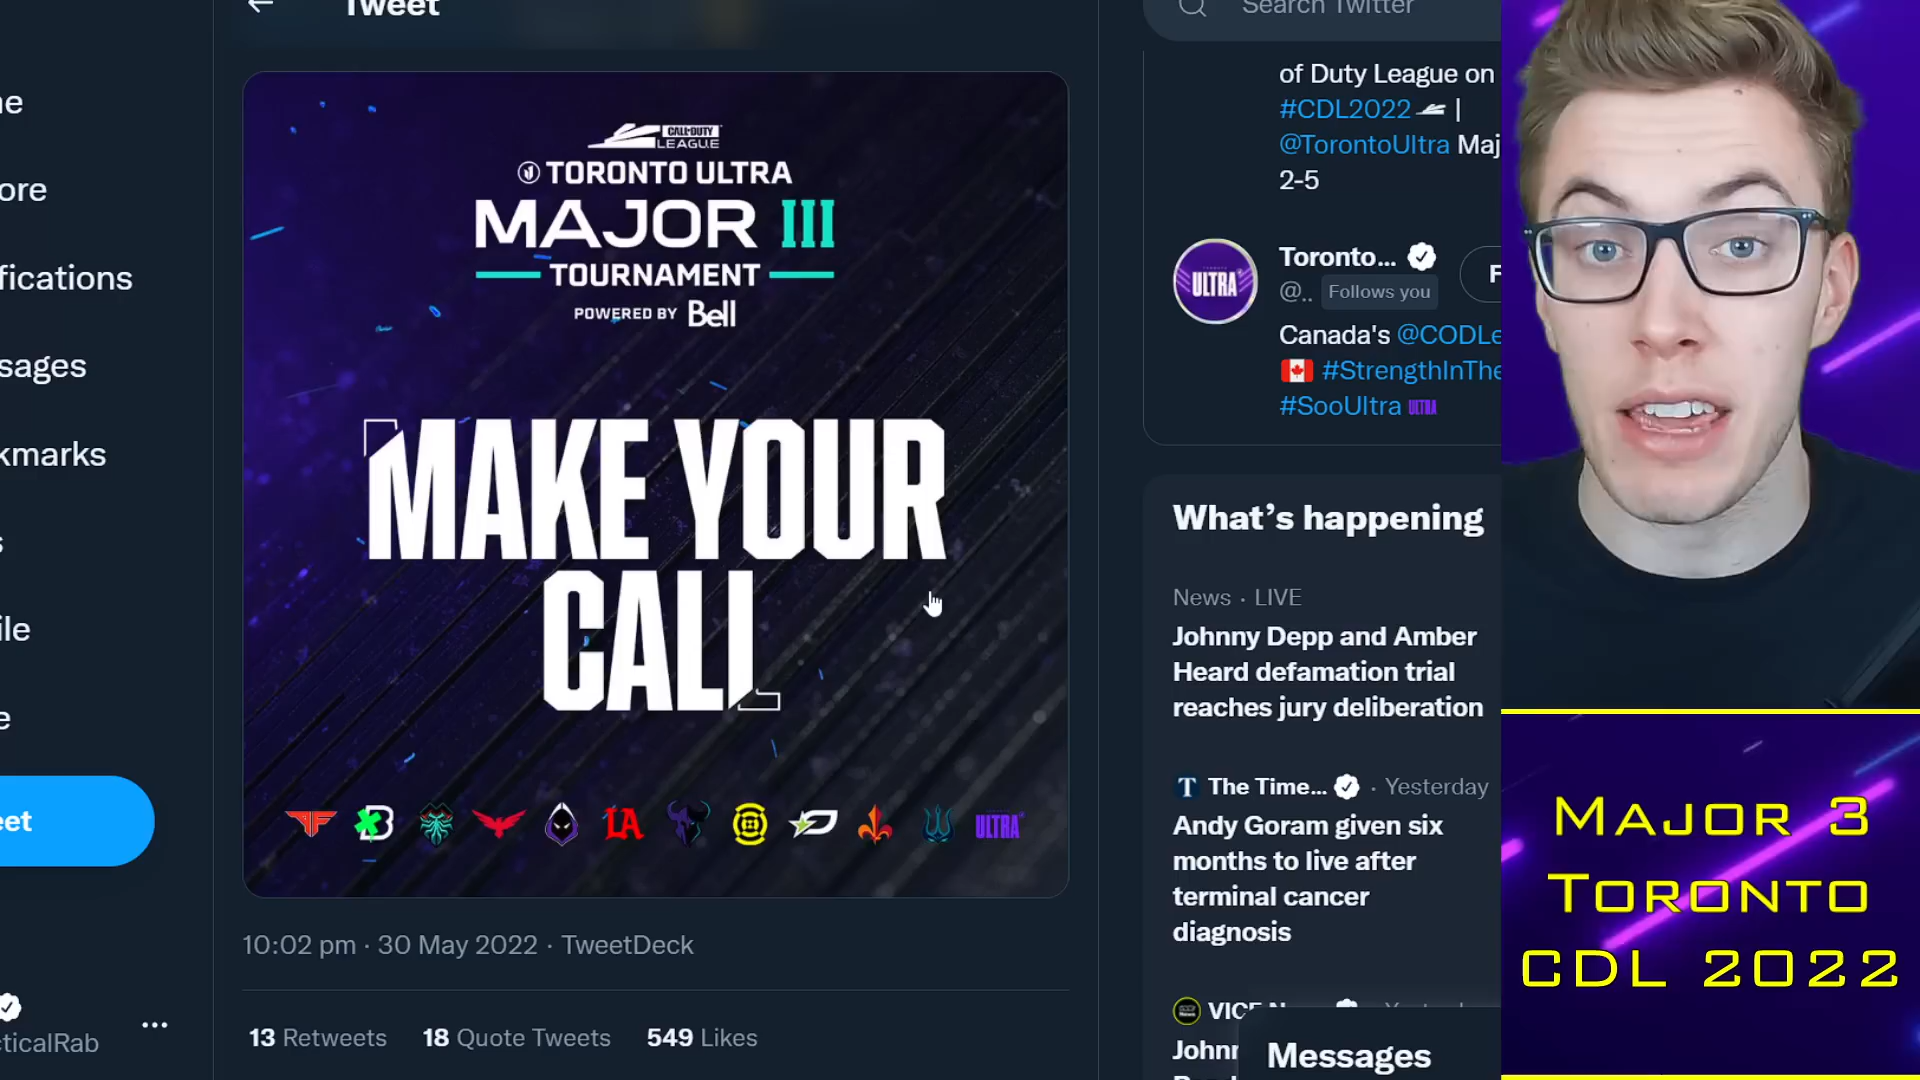 Tweet
Search Twitter
ne
ore
fications
sages
kmarks
s
ile
e
eet
cticalRab
CALL OF DUTY
LEAGUE
TORONTO ULTRA
MAJOR III
TOURNAMENT
POWERED BY Bell
MAKE YOUR
CALL
LA
ULTRA
10:02 pm · 30 May 2022 · TweetDeck
13 Retweets 18 Quote Tweets 549 Likes
of Duty League on
#CDL2022 |
@TorontoUltra Maj
2-5
ULTRA
Toronto...
@.. Follows you
F
Canada's @CODLe
#StrengthInThe
#SooUltra ULTRA
What's happening
News · LIVE
Johnny Depp and Amber
Heard defamation trial
reaches jury deliberation
T The Time... · Yesterday
Andy Goram given six
months to live after
terminal cancer
diagnosis
VICE
Johnr
Messages
MAJOR 3
TORONTO
CDL 2022